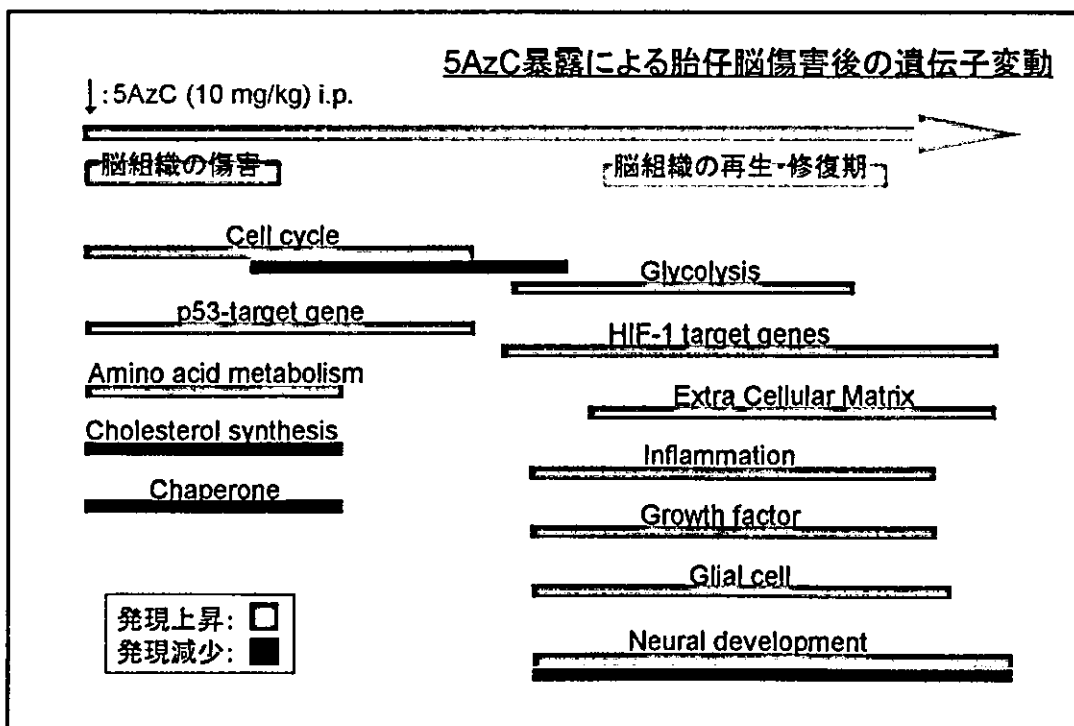 5AzC暴露による胎仔脳傷害後の遺伝子変動
↓:5AzC (10 mg/kg) i.p.
脳組織の傷害
脳組織の再生・修復期
Cell cycle
Glycolysis
p53-target gene
HIF-1 target genes
Amino acid metabolism
Extra Cellular Matrix
Cholesterol synthesis
Inflammation
Chaperone
Growth factor
Glial cell
発現上昇:
発現減少:
Neural development